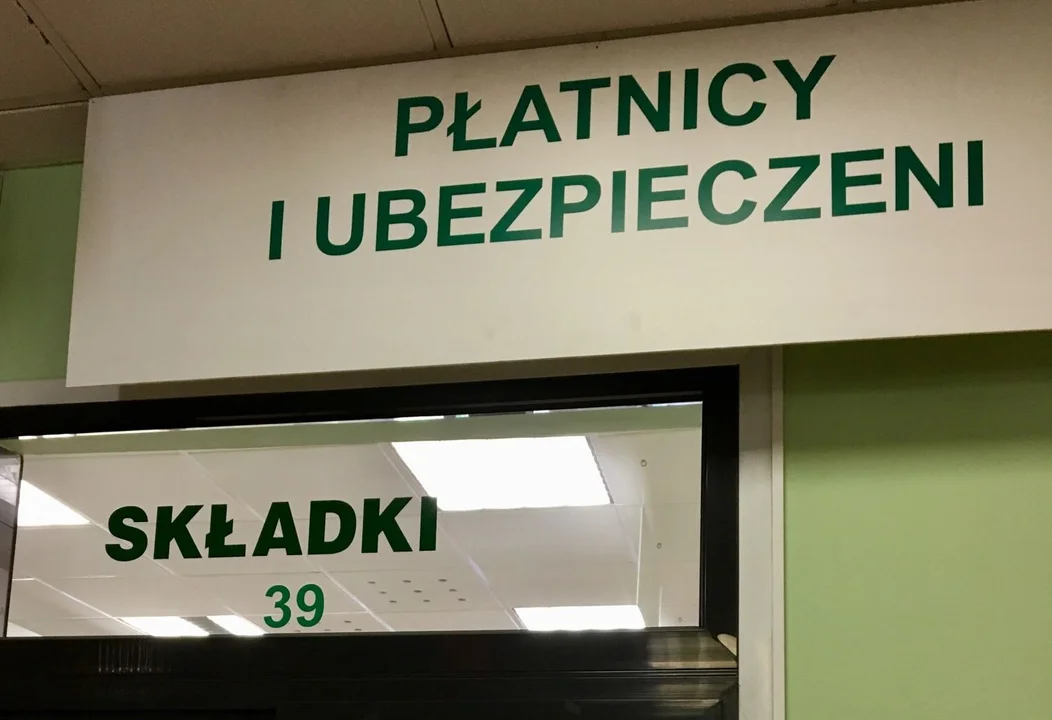 PŁATNICY
I UBEZPIECZENI
SKŁADKI
39